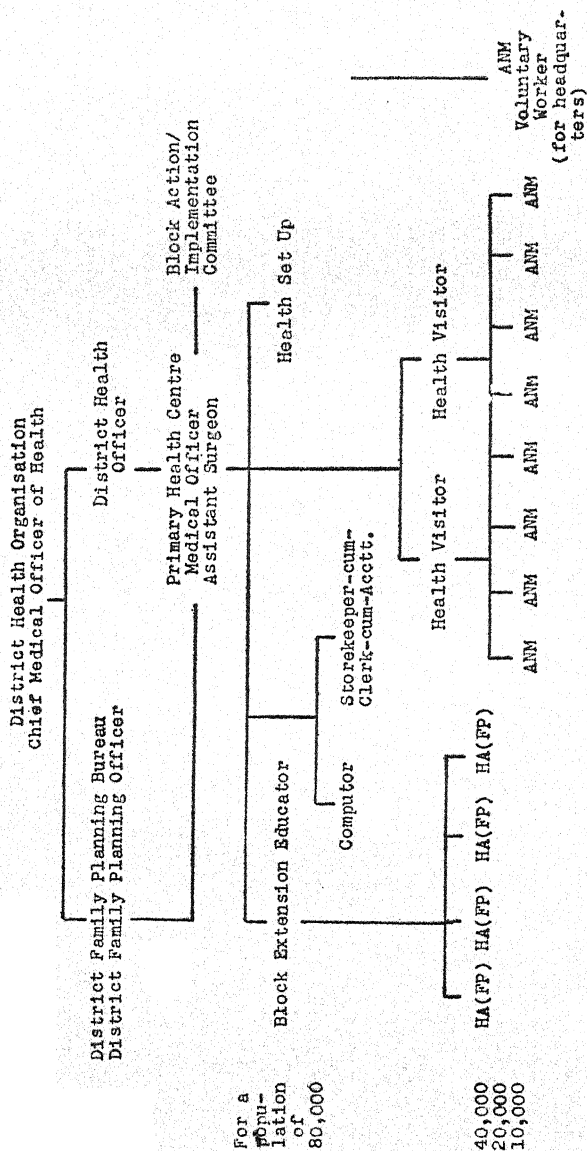 District Health Organisation
Chief Medical Officer of Health
District Family Planning Bureau
District Family Planning Officer
District Health
Officer
Primary Health Centre
Medical Officer
Assistant Surgeon
Block Action/
Implementation
Committee
For a
popu-
lation
of
80,000
Block Extension Educator
Health Set Up
Computor
Storekeeper-cum-
Clerk-cum-Acctt.
Health Visitor
Health Visitor
40,000
20,000
10,000
HA(FP) HA(FP) HA(FP) HA(FP)
ANM ANM ANM ANM ANM ANM ANM ANM
ANM
Voluntary
Worker
(for headquar-
ters)